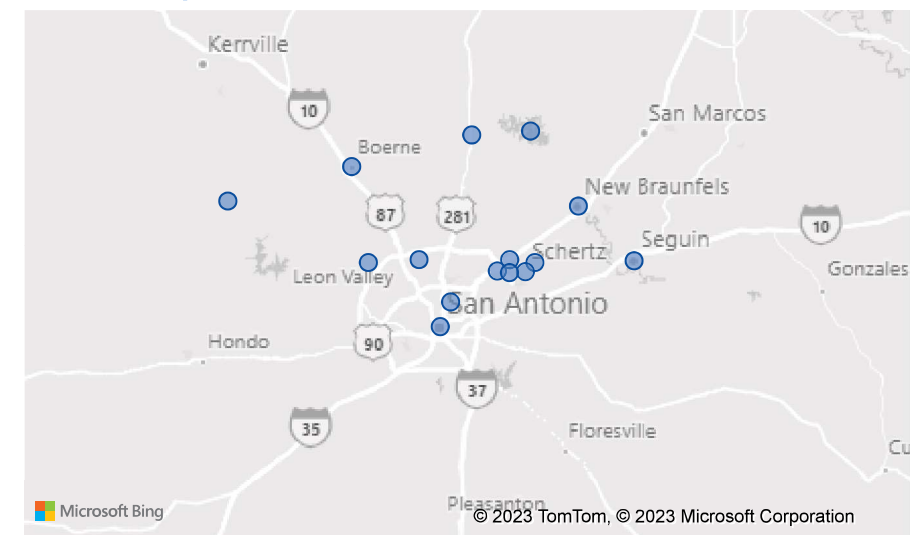 Kerrville
10
San Marcos
Boerne
New Braunfels
87
281
10
Seguin
Schertz
Gonzales
Leon Valley
San Antonio
Hondo
90
37
35
Floresville
Cu
Pleasanton
Microsoft Bing
© 2023 TomTom, © 2023 Microsoft Corporation